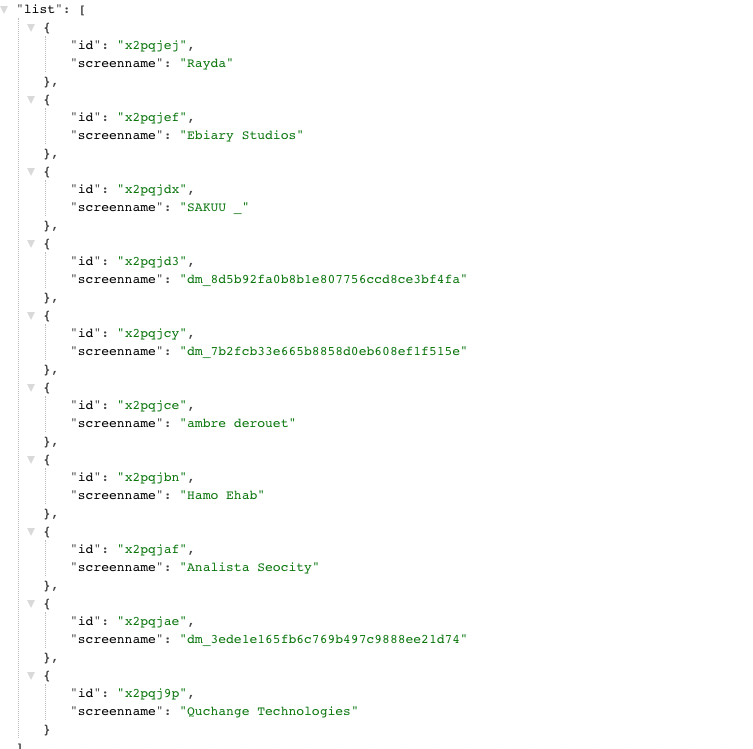 "list": [
{
"id": "x2pqjej",
"screenname": "Rayda"
},
{
"id": "x2pqjef",
"screenname": "Ebiary Studios"
},
{
"id": "x2pqjdx",
"screenname": "SAKUU _"
},
{
"id": "x2pqjd3",
"screenname": "dm_8d5b92fa0b8b1e807756ccd8ce3bf4fa"
},
{
"id": "x2pqjcy",
"screenname": "dm_7b2fcb33e665b8858d0eb608ef1f515e"
},
{
"id": "x2pqjce",
"screenname": "ambre derouet"
},
{
"id": "x2pqjbn",
"screenname": "Hamo Ehab"
},
{
"id": "x2pqjaf",
"screenname": "Analista Seocity"
},
{
"id": "x2pqjae",
"screenname": "dm_3ede1e165fb6c769b497c9888ee21d74"
},
{
"id": "x2pqj9p",
"screenname": "Quchange Technologies"
}
]